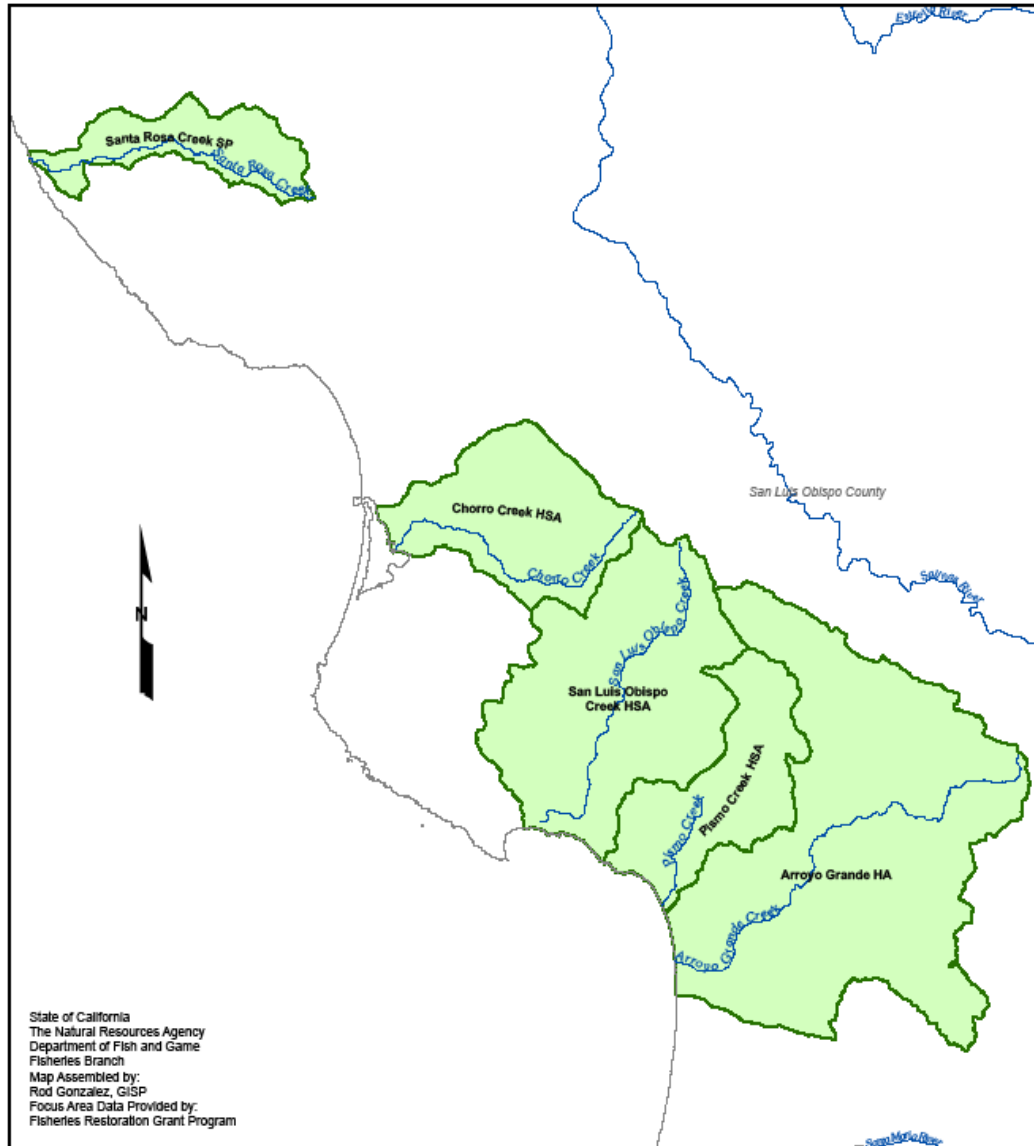 Estrella River
Santa Rosa Creek SP
Santa Rosa Creek
San Luis Obispo County
Chorro Creek HSA
Chorro Creek
Salinas River
N
San Luis Obispo Creek
San Luis Obispo
Creek HSA
Pismo Creek HSA
Pismo Creek
Arroyo Grande HA
Arroyo Grande Creek
State of California
The Natural Resources Agency
Department of Fish and Game
Fisheries Branch
Map Assembled by:
Rod Gonzalez, GISP
Focus Area Data Provided by:
Fisheries Restoration Grant Program
Santa Maria River